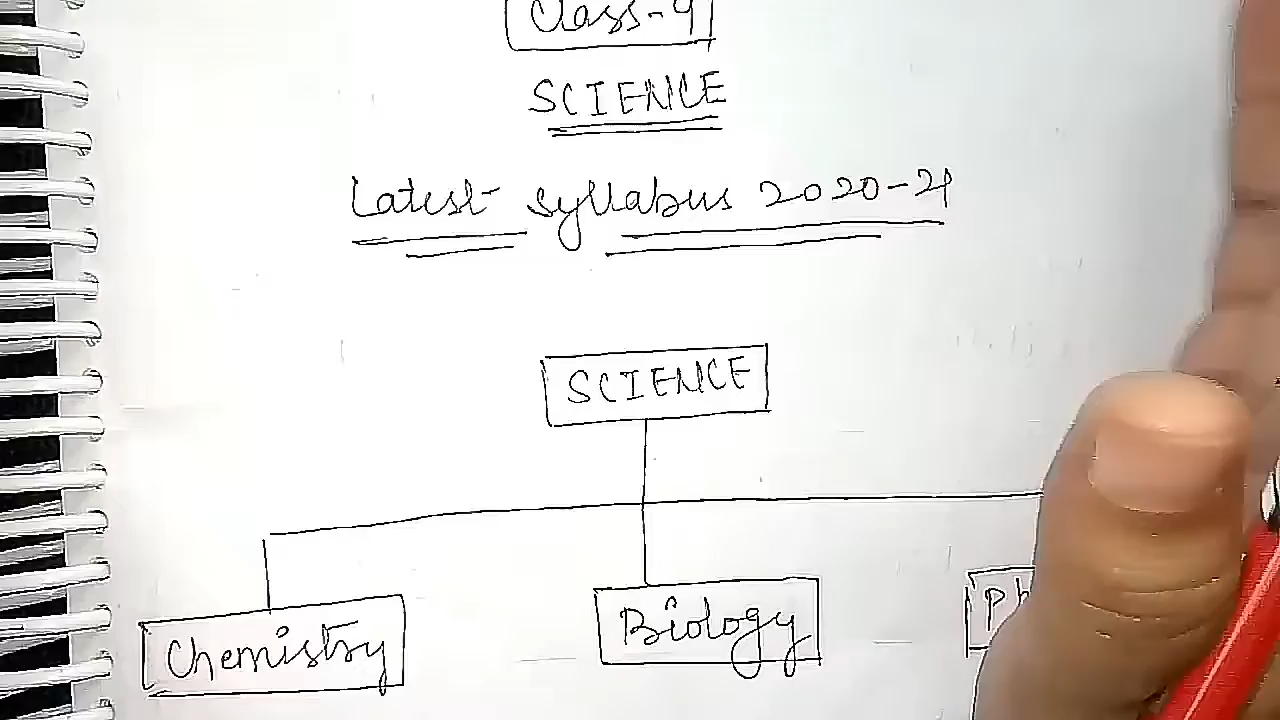 Class-9
SCIENCE
Latest syllabus 2020-21
SCIENCE
Chemistry Biology